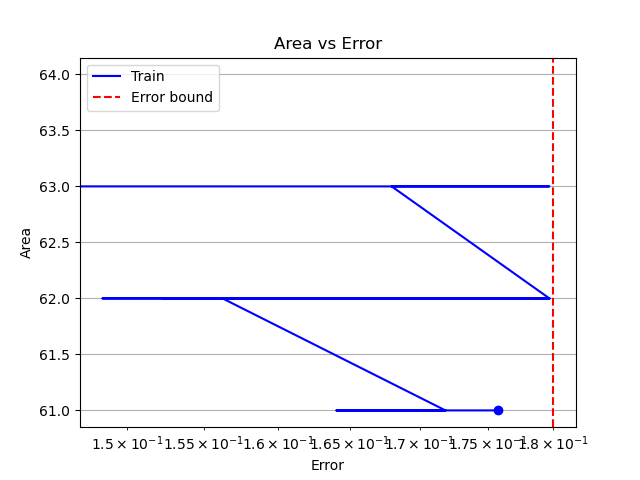 Area vs Error
Train
Error bound
64.0
63.5
63.0
62.5
62.0
61.5
61.0
Area
1.5 × 10⁻¹ 1.55 × 10⁻¹ 1.6 × 10⁻¹ 1.65 × 10⁻¹ 1.7 × 10⁻¹ 1.75 × 10⁻¹ 1.8 × 10⁻¹
Error